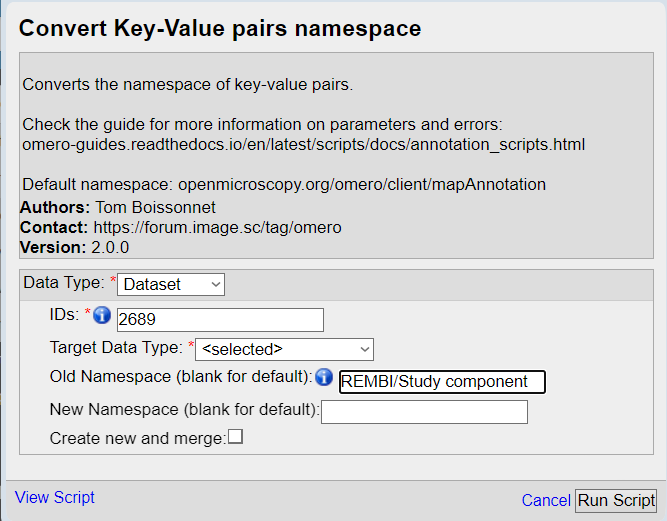 Convert Key-Value pairs namespace
Converts the namespace of key-value pairs.
Check the guide for more information on parameters and errors:
omero-guides.readthedocs.io/en/latest/scripts/docs/annotation_scripts.html
Default namespace: openmicroscopy.org/omero/client/mapAnnotation
Authors: Tom Boissonnet
Contact: https://forum.image.sc/tag/omero
Version: 2.0.0
Data Type: * Dataset
IDs: * 2689
Target Data Type: * <selected>
Old Namespace (blank for default): REMBI/Study component
New Namespace (blank for default):
Create new and merge:
View Script Cancel Run Script